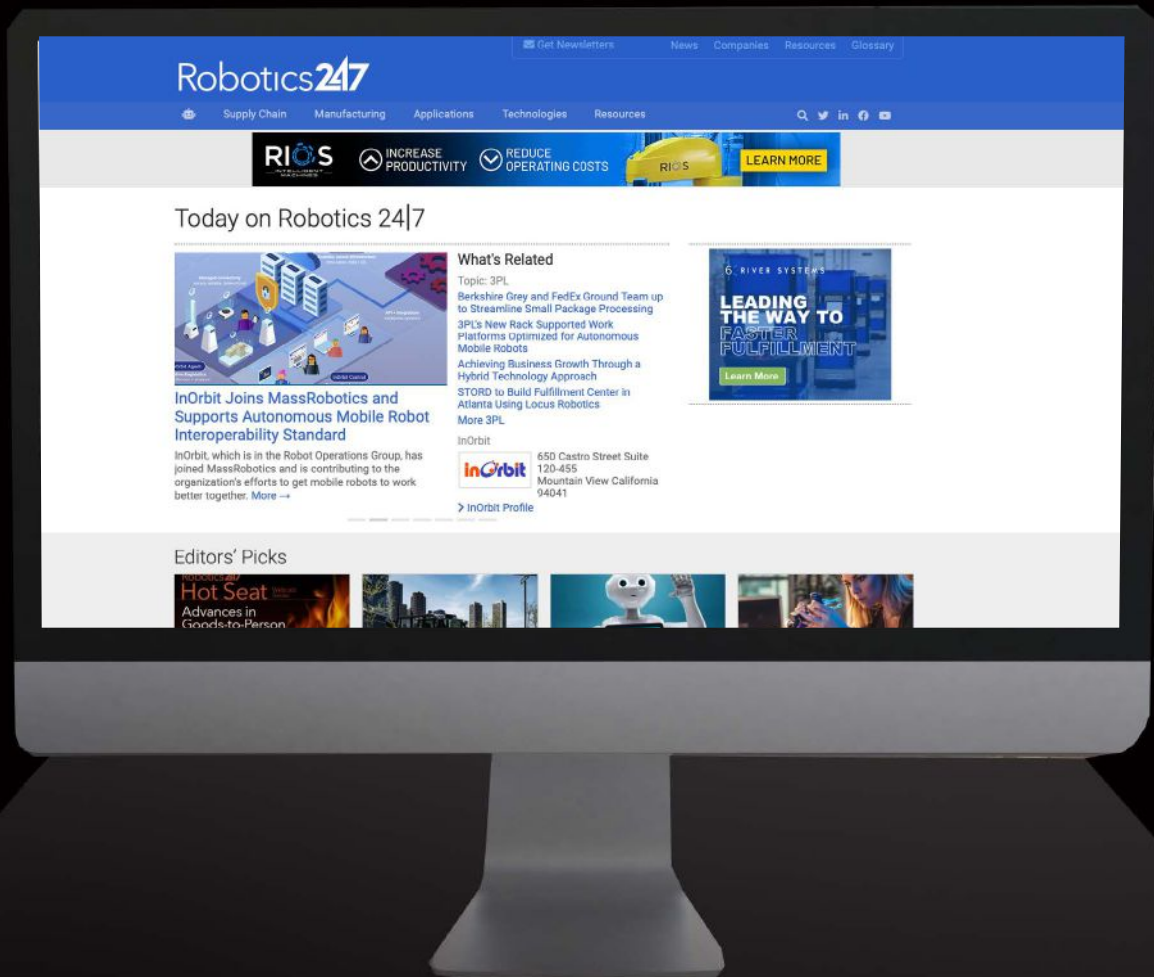 Get Newsletters
News Companies Resources Glossary
Robotics247
Supply Chain Manufacturing Applications Technologies Resources
RIOS
INTELLIGENT
MACHINES
INCREASE
PRODUCTIVITY
REDUCE
OPERATING COSTS
RIOS
LEARN MORE
Today on Robotics 24|7
InOrbit Joins MassRobotics and
Supports Autonomous Mobile Robot
Interoperability Standard
InOrbit, which is in the Robot Operations Group, has
joined MassRobotics and is contributing to the
organization's efforts to get mobile robots to work
better together. More →
What's Related
Topic: 3PL
Berkshire Grey and FedEx Ground Team up
to Streamline Small Package Processing
3PL's New Rack Supported Work
Platforms Optimized for Autonomous
Mobile Robots
Achieving Business Growth Through a
Hybrid Technology Approach
STORD to Build Fulfillment Center in
Atlanta Using Locus Robotics
More 3PL
InOrbit
inOrbit
650 Castro Street Suite
120-455
Mountain View California
94041
InOrbit Profile
6 RIVER SYSTEMS
LEADING
THE WAY TO
FASTER
FULFILLMENT
Learn More
Editors' Picks
Robotics247
Hot Seat
Advances in
Goods-to-Person